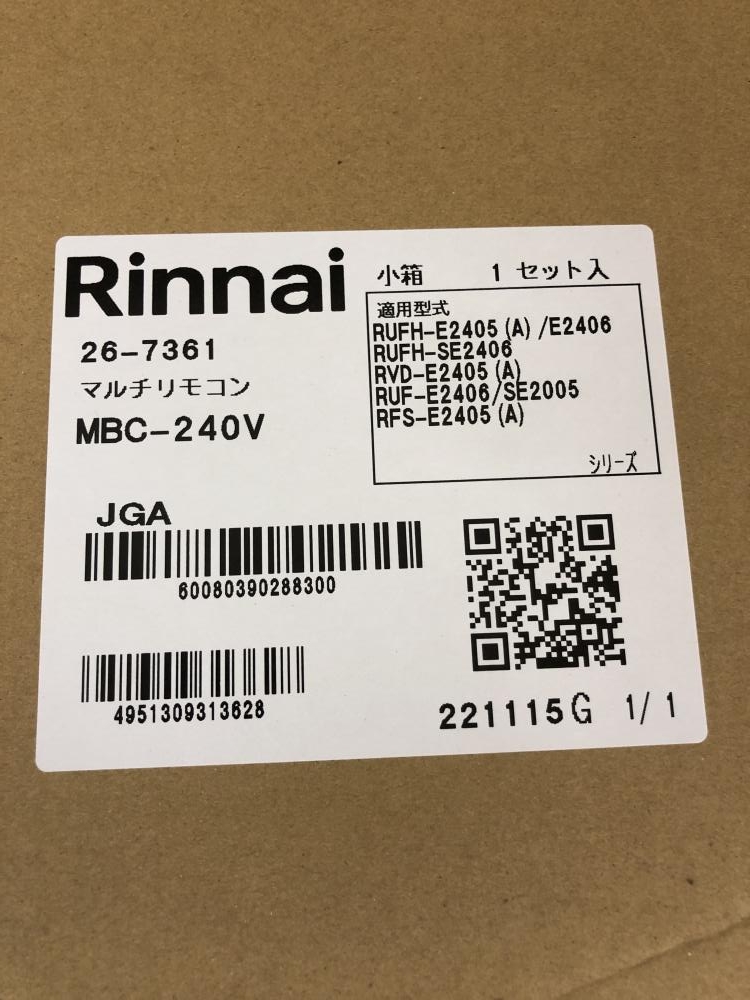 Rinnai
小箱 1 セット入
26-7361
マルチリモコン
MBC-240V
適用型式
RUFH-E2405(A)/E2406
RUFH-SE2406
RVD-E2405(A)
RUF-E2406/SE2005
RFS-E2405(A)
シリーズ
JGA
60080390288300
4951309313628
221115G 1/1